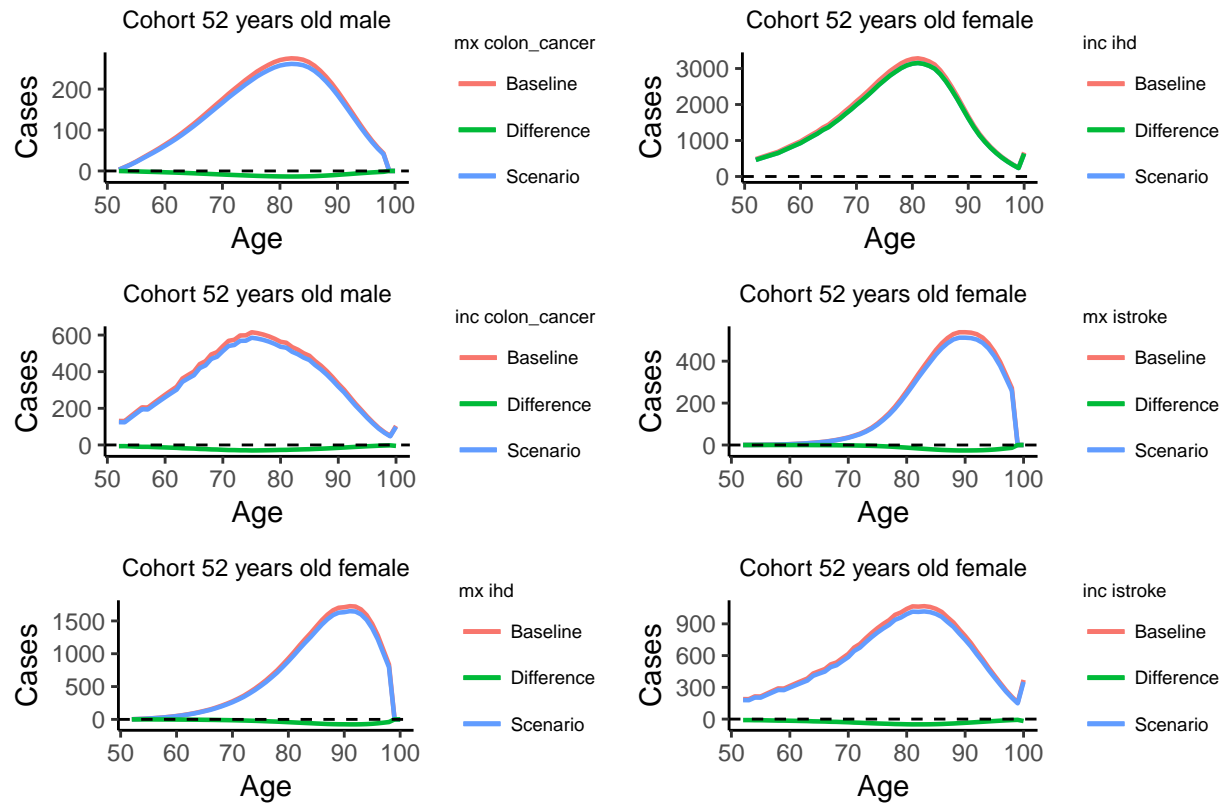 Cohort 52 years old male
mx colon_cancer
Baseline
Difference
Scenario
Cases
200
100
0
50 60 70 80 90 100
Age
Cohort 52 years old female
inc ihd
Baseline
Difference
Scenario
Cases
3000
2000
1000
0
50 60 70 80 90 100
Age
Cohort 52 years old male
inc colon_cancer
Baseline
Difference
Scenario
Cases
600
400
200
0
50 60 70 80 90 100
Age
Cohort 52 years old female
mx istroke
Baseline
Difference
Scenario
Cases
400
200
0
50 60 70 80 90 100
Age
Cohort 52 years old female
mx ihd
Baseline
Difference
Scenario
Cases
1500
1000
500
0
50 60 70 80 90 100
Age
Cohort 52 years old female
inc istroke
Baseline
Difference
Scenario
Cases
900
600
300
0
50 60 70 80 90 100
Age